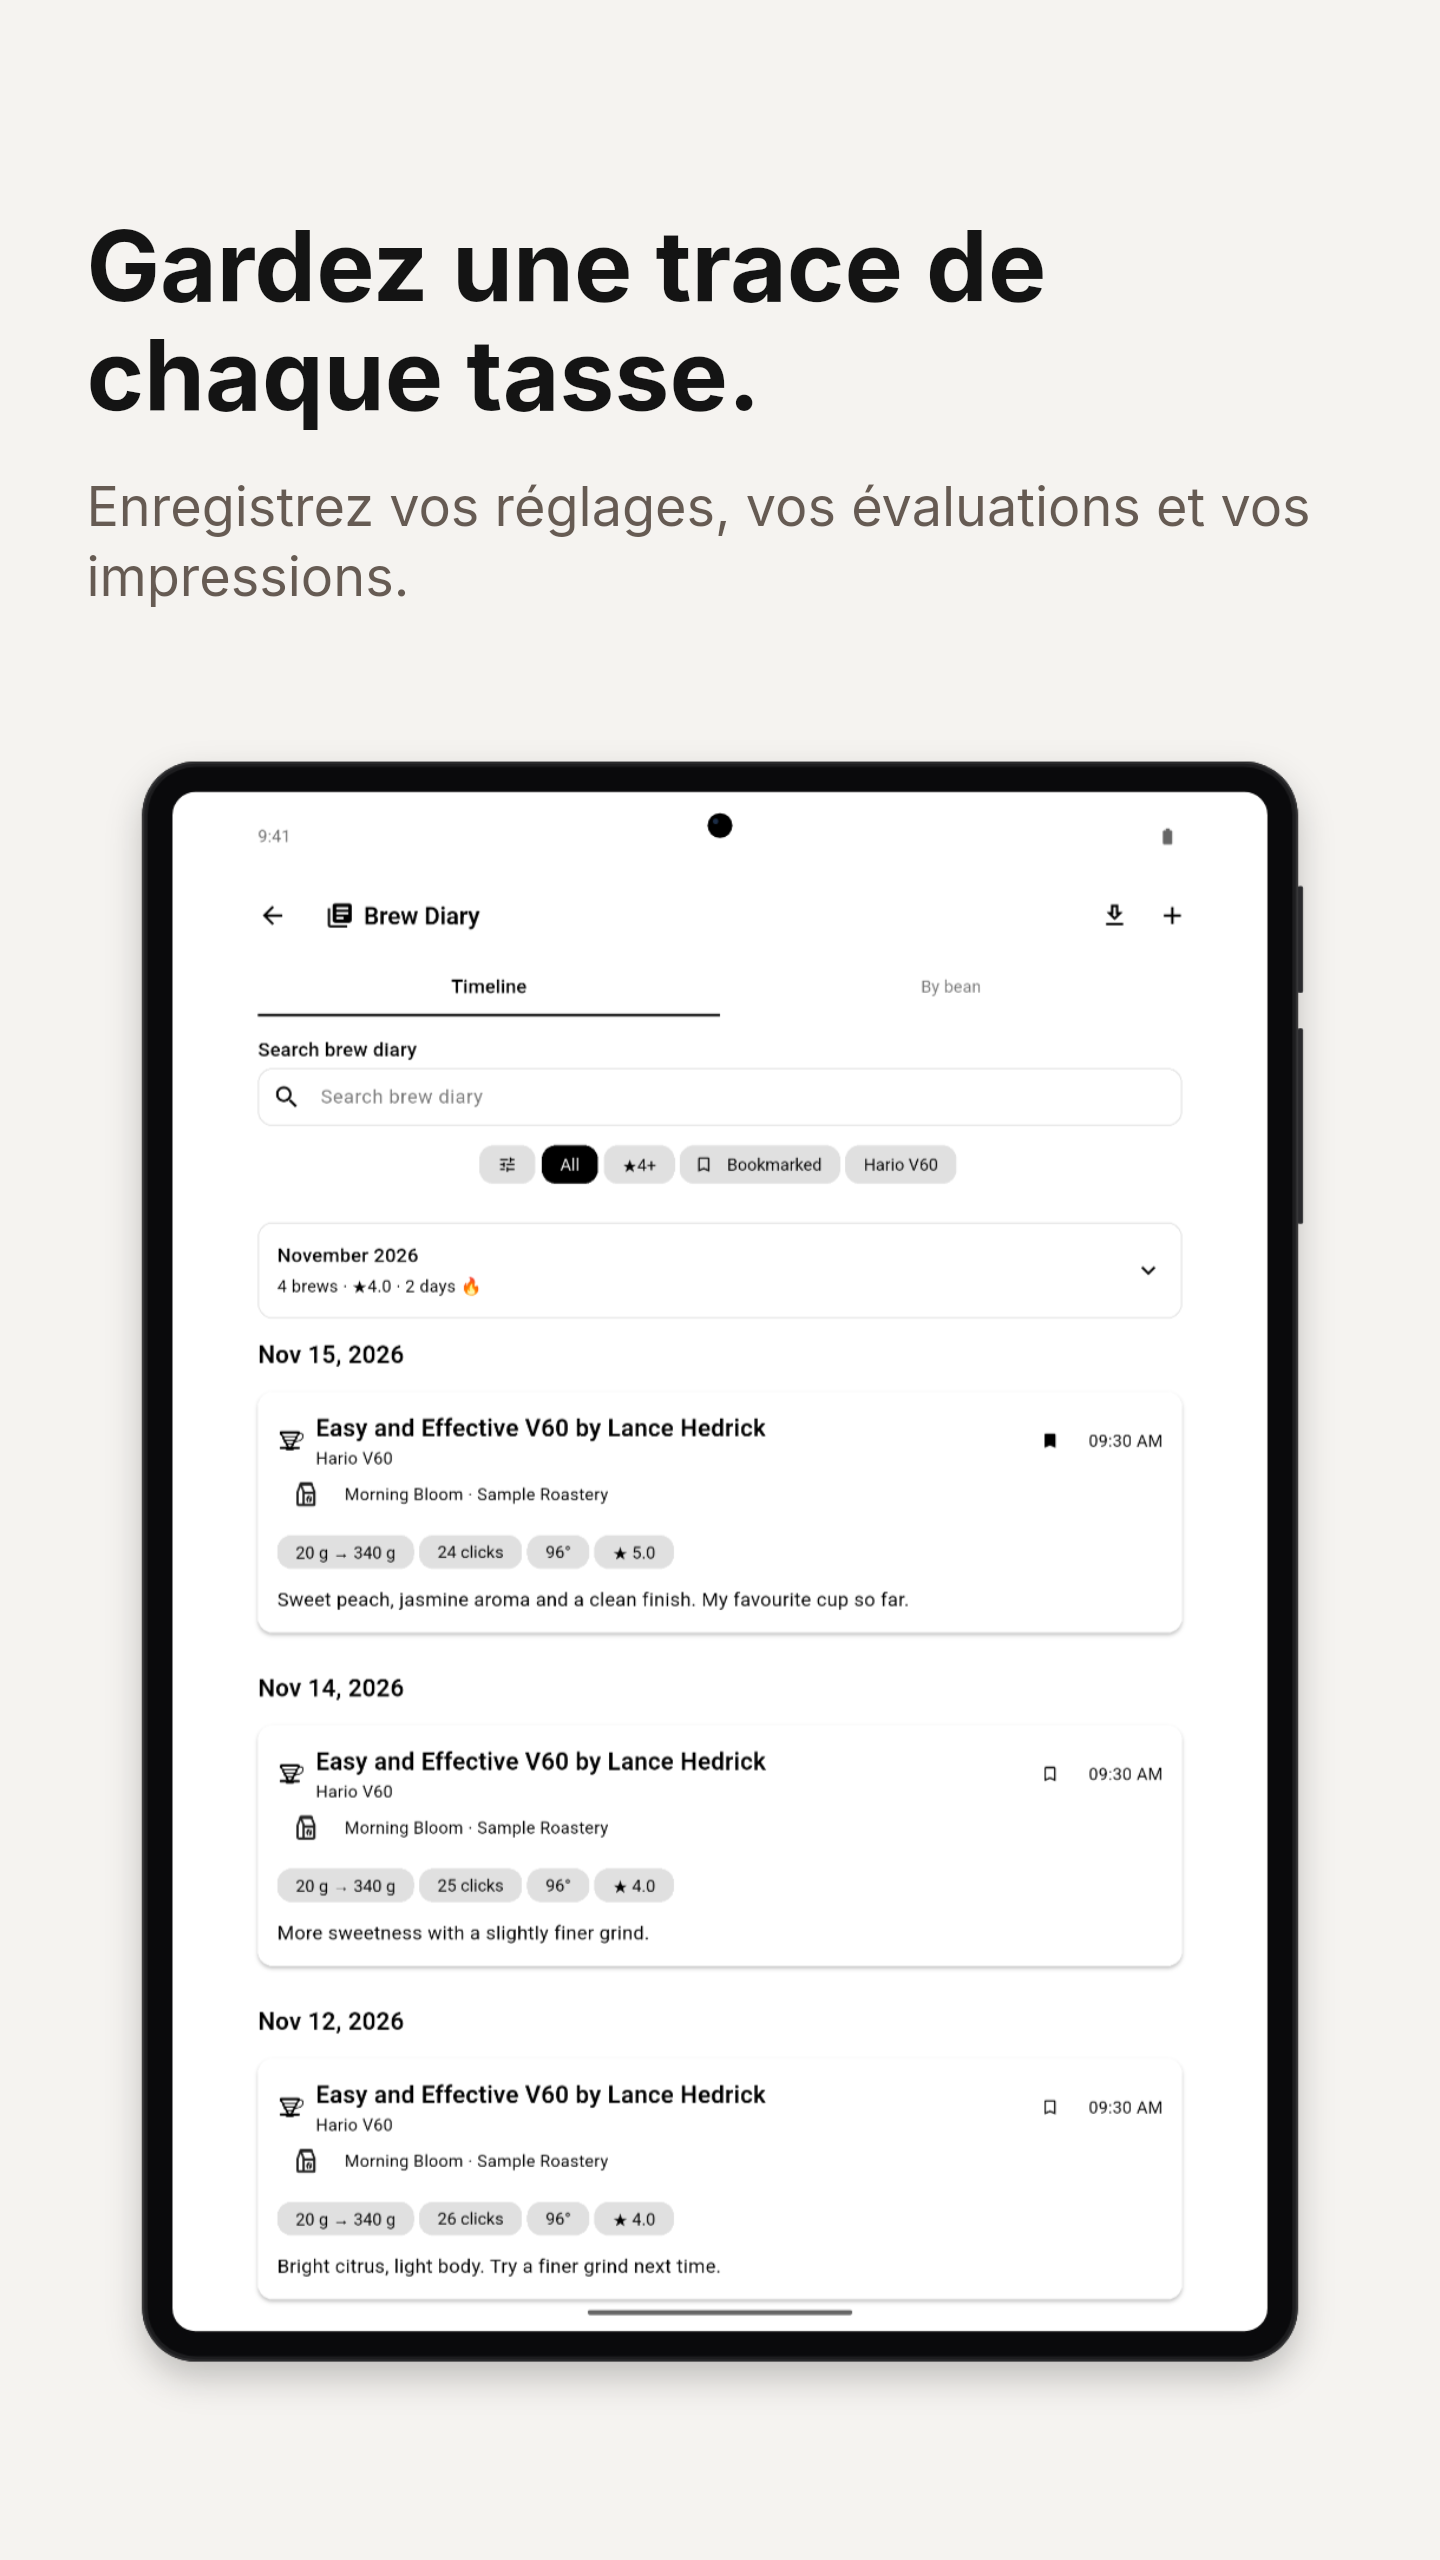 Gardez une trace de
chaque tasse.
Enregistrez vos réglages, vos évaluations et vos
impressions.
9:41
Brew Diary
Timeline
By bean
Search brew diary
Search brew diary
All
★4+
Bookmarked
Hario V60
November 2026
4 brews · ★4.0 · 2 days 🔥
Nov 15, 2026
Easy and Effective V60 by Lance Hedrick
09:30 AM
Hario V60
Morning Bloom · Sample Roastery
20 g → 340 g
24 clicks
96°
★ 5.0
Sweet peach, jasmine aroma and a clean finish. My favourite cup so far.
Nov 14, 2026
Easy and Effective V60 by Lance Hedrick
09:30 AM
Hario V60
Morning Bloom · Sample Roastery
20 g → 340 g
25 clicks
96°
★ 4.0
More sweetness with a slightly finer grind.
Nov 12, 2026
Easy and Effective V60 by Lance Hedrick
09:30 AM
Hario V60
Morning Bloom · Sample Roastery
20 g → 340 g
26 clicks
96°
★ 4.0
Bright citrus, light body. Try a finer grind next time.